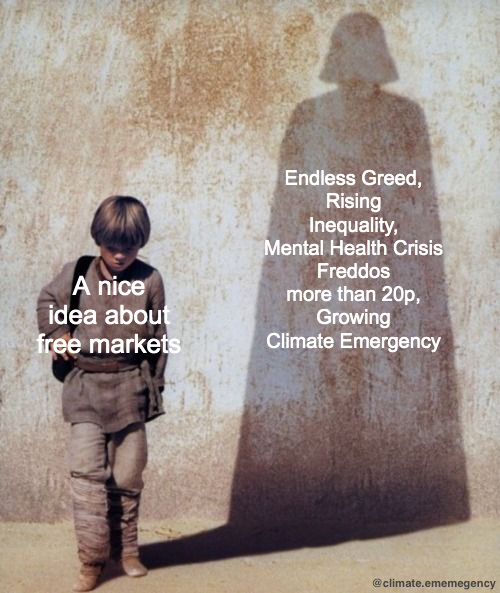 A nice
idea about
free markets
Endless Greed,
Rising
Inequality,
Mental Health Crisis
Freddos
more than 20p,
Growing
Climate Emergency
@climate.ememegency